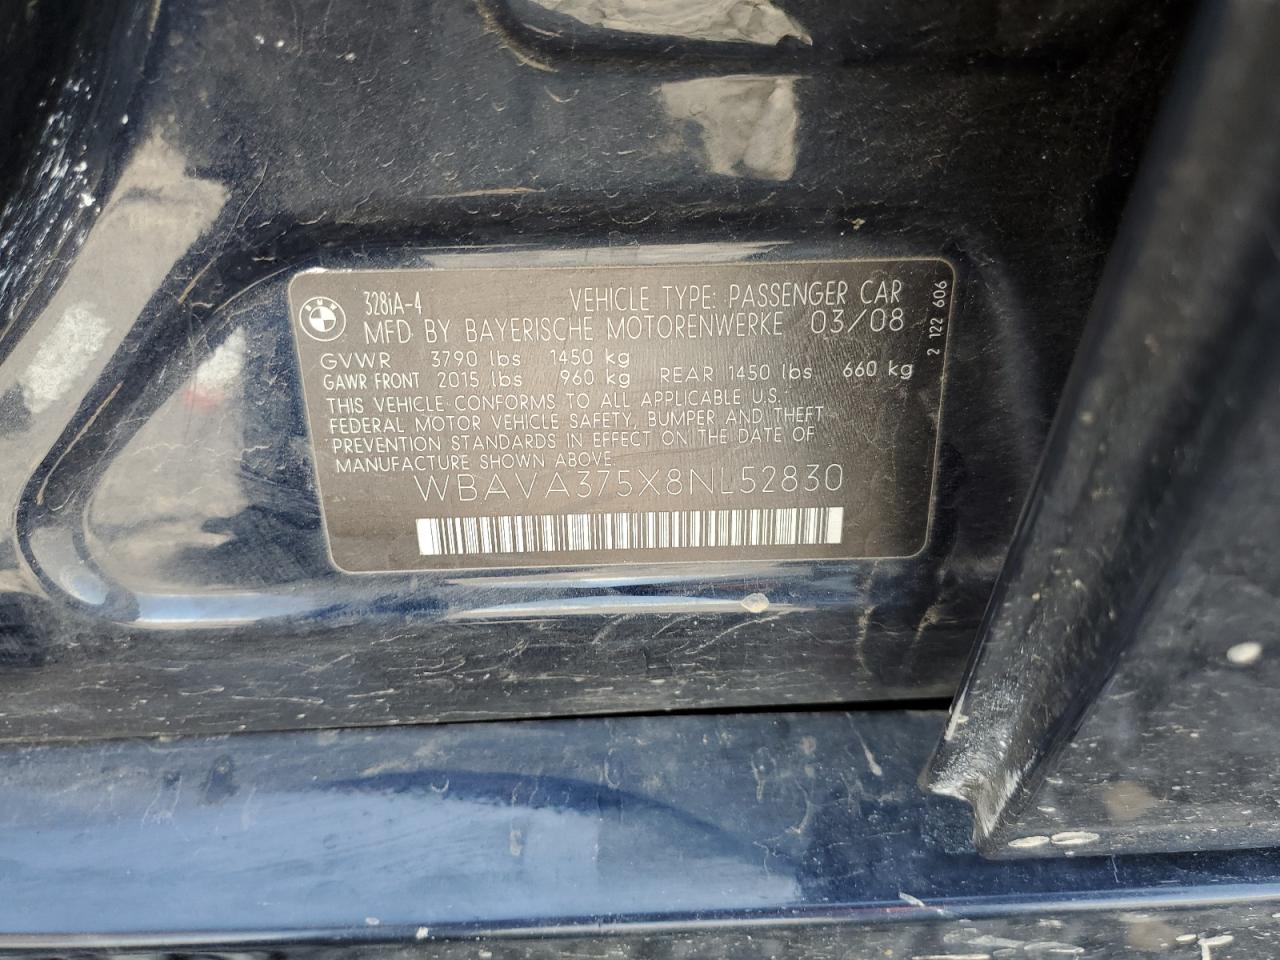 BMW
328iA-4 VEHICLE TYPE: PASSENGER CAR
MFD BY BAYERISCHE MOTORENWERKE 03/08
GVWR 3790 lbs 1450 kg
GAWR FRONT 2015 lbs 960 kg REAR 1450 lbs 660 kg
THIS VEHICLE CONFORMS TO ALL APPLICABLE U.S.
FEDERAL MOTOR VEHICLE SAFETY, BUMPER AND THEFT
PREVENTION STANDARDS IN EFFECT ON THE DATE OF
MANUFACTURE SHOWN ABOVE.
WBAVA375X8NL52830
2 122 606